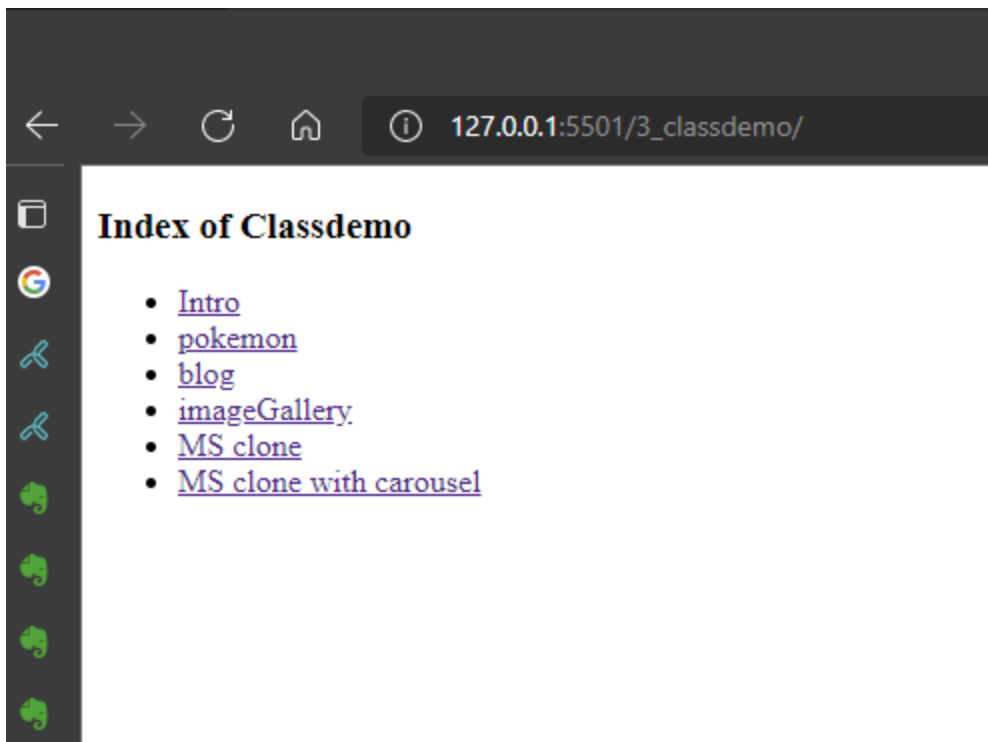 127.0.0.1:5501/3_classdemo/
Index of Classdemo
Intro
pokemon
blog
imageGallery
MS clone
MS clone with carousel